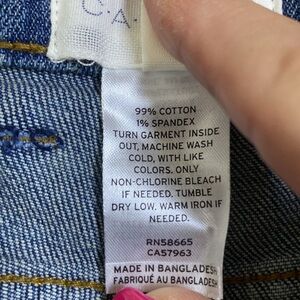 C.A.
99% COTTON
1% SPANDEX
TURN GARMENT INSIDE
OUT, MACHINE WASH
COLD, WITH LIKE
COLORS. ONLY
NON-CHLORINE BLEACH
IF NEEDED. TUMBLE
DRY LOW. WARM IRON IF
NEEDED.
RN58665
CA57963
MADE IN BANGLADESH
FABRIQUÉ AU BANGLADESH